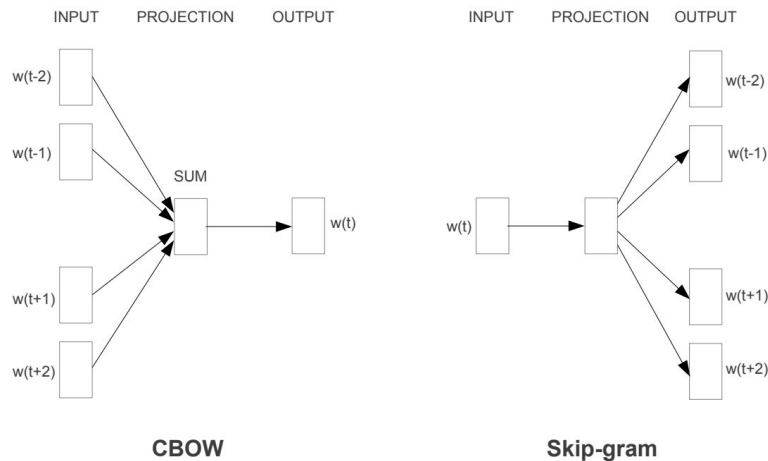 INPUT PROJECTION OUTPUT
w(t-2)
w(t-1)
SUM
w(t)
w(t+1)
w(t+2)
CBOW
INPUT PROJECTION OUTPUT
w(t-2)
w(t-1)
w(t)
w(t+1)
w(t+2)
Skip-gram